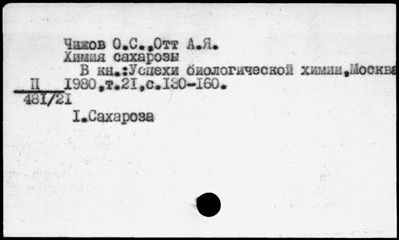 Чижов О.С.,Отт А.Я.
Химия сахарозы
В кн.:Успехи биологической химии,Москва
П 1980,т.21,с.130-160.
481/21
I.Сахароза